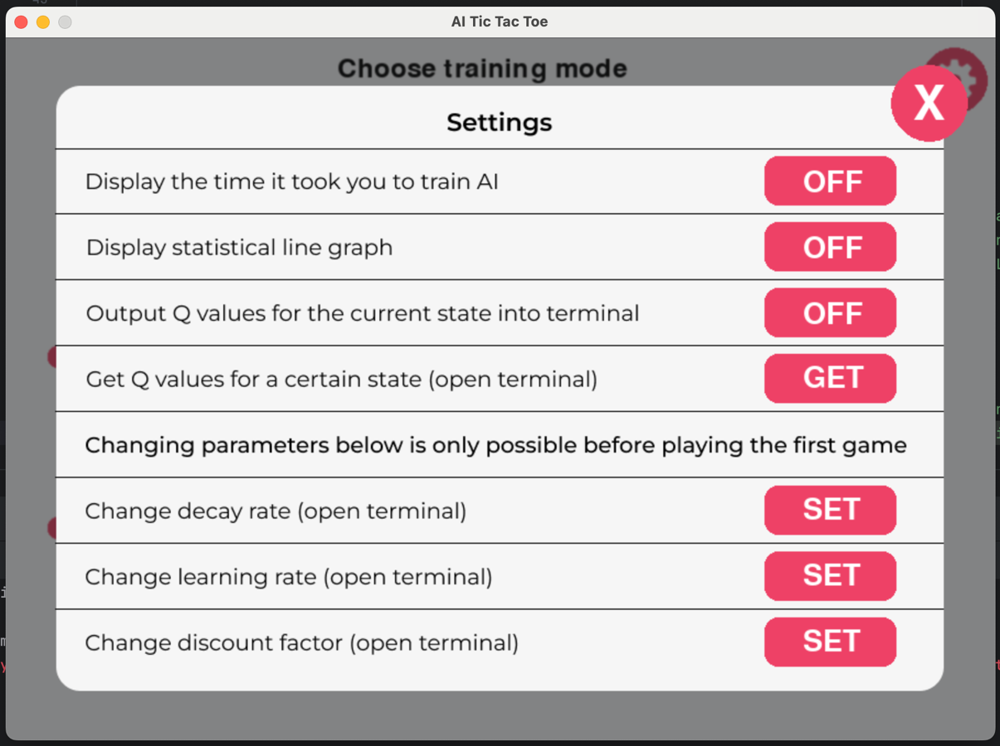 AI Tic Tac Toe
Choose training mode
X
Settings
Display the time it took you to train AI
OFF
Display statistical line graph
OFF
Output Q values for the current state into terminal
OFF
Get Q values for a certain state (open terminal)
GET
Changing parameters below is only possible before playing the first game
Change decay rate (open terminal)
SET
Change learning rate (open terminal)
SET
Change discount factor (open terminal)
SET